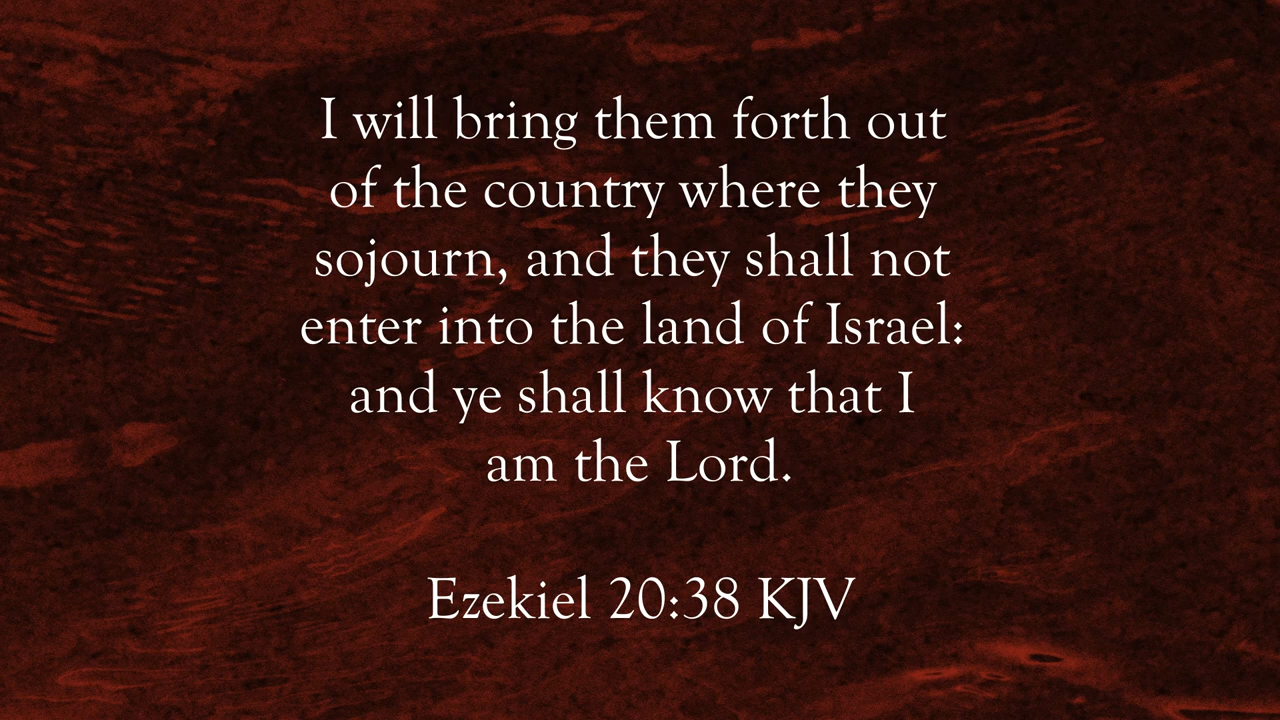 I will bring them forth out
of the country where they
sojourn, and they shall not
enter into the land of Israel:
and ye shall know that I
am the Lord.
Ezekiel 20:38 KJV